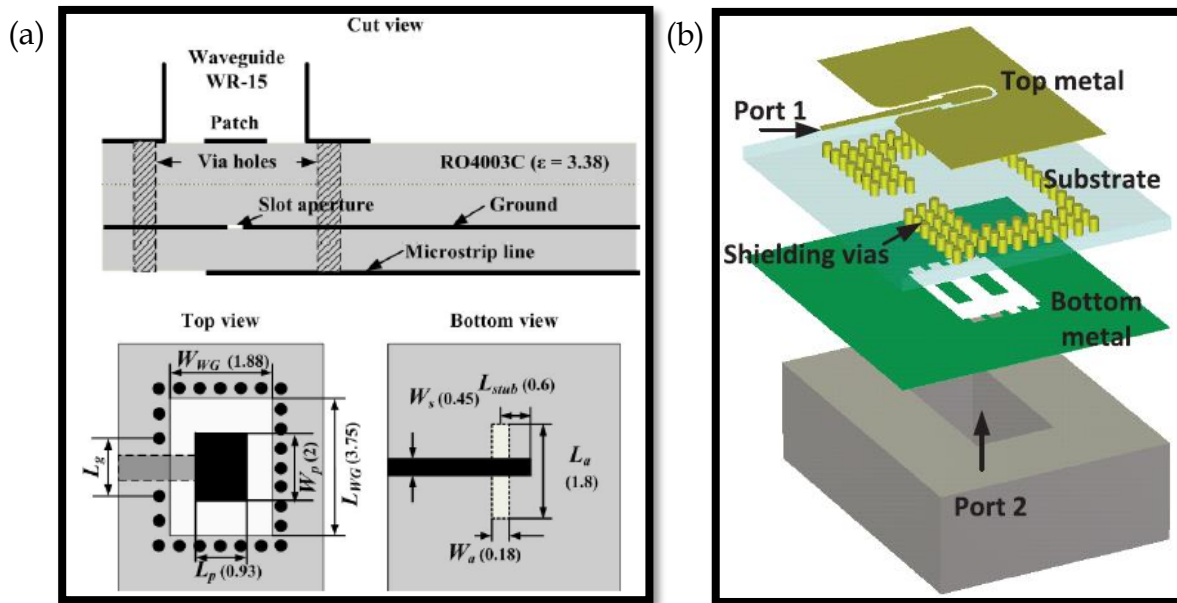 (a)
Cut view
Waveguide
WR-15
Patch
Via holes
RO4003C (ε = 3.38)
Slot aperture
Ground
Microstrip line
Top view
Bottom view
W_WG (1.88)
L_g
W_p (2)
L_WG (3.75)
L_p (0.93)
L_stub (0.6)
W_s (0.45)
L_a
(1.8)
W_a (0.18)
(b)
Top metal
Port 1
Substrate
Shielding vias
Bottom
metal
Port 2